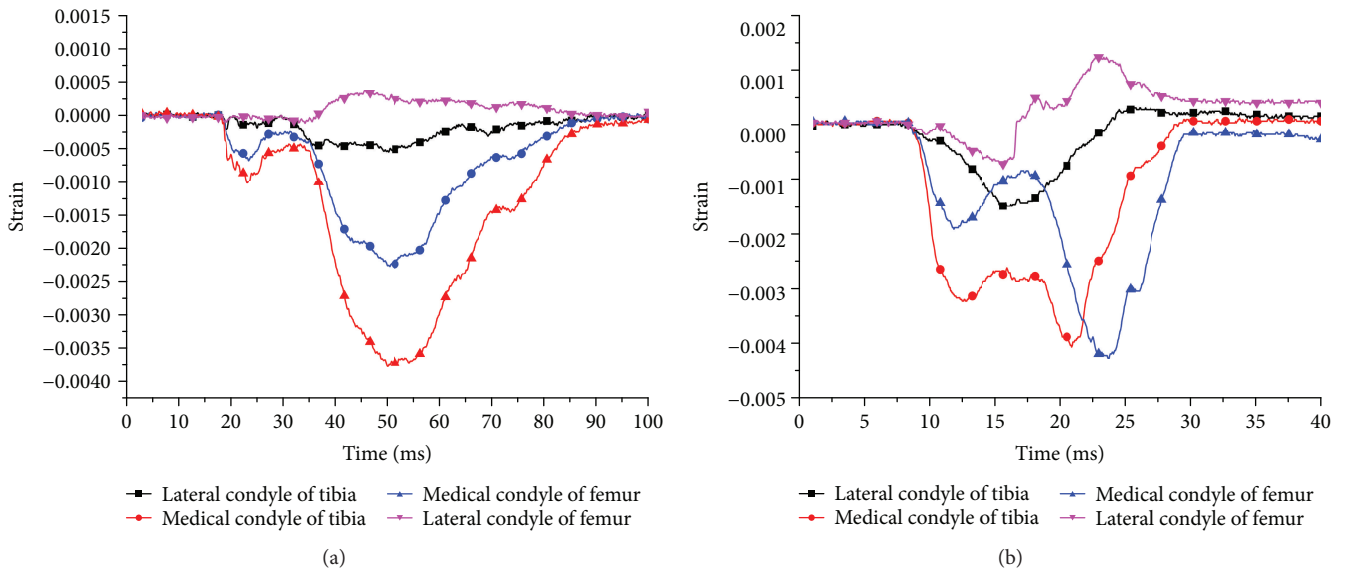 0.0015
0.0010
0.0005
0.0000
−0.0005
−0.0010
−0.0015
−0.0020
−0.0025
−0.0030
−0.0035
−0.0040
Strain
0 10 20 30 40 50 60 70 80 90 100
Time (ms)
Lateral condyle of tibia
Medical condyle of femur
Medical condyle of tibia
Lateral condyle of femur
(a)
0.002
0.001
0.000
−0.001
−0.002
−0.003
−0.004
−0.005
Strain
0 5 10 15 20 25 30 35 40
Time (ms)
Lateral condyle of tibia
Medical condyle of femur
Medical condyle of tibia
Lateral condyle of femur
(b)